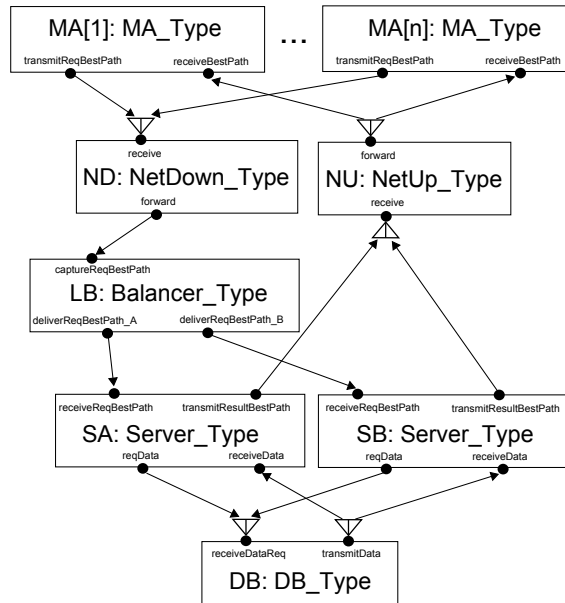 MA[1]: MA_Type ... MA[n]: MA_Type
transmitReqBestPath receiveBestPath transmitReqBestPath receiveBestPath
receive forward
ND: NetDown_Type NU: NetUp_Type
forward receive
captureReqBestPath
LB: Balancer_Type
deliverReqBestPath_A deliverReqBestPath_B
receiveReqBestPath transmitResultBestPath receiveReqBestPath transmitResultBestPath
SA: Server_Type SB: Server_Type
reqData receiveData reqData receiveData
receiveDataReq transmitData
DB: DB_Type